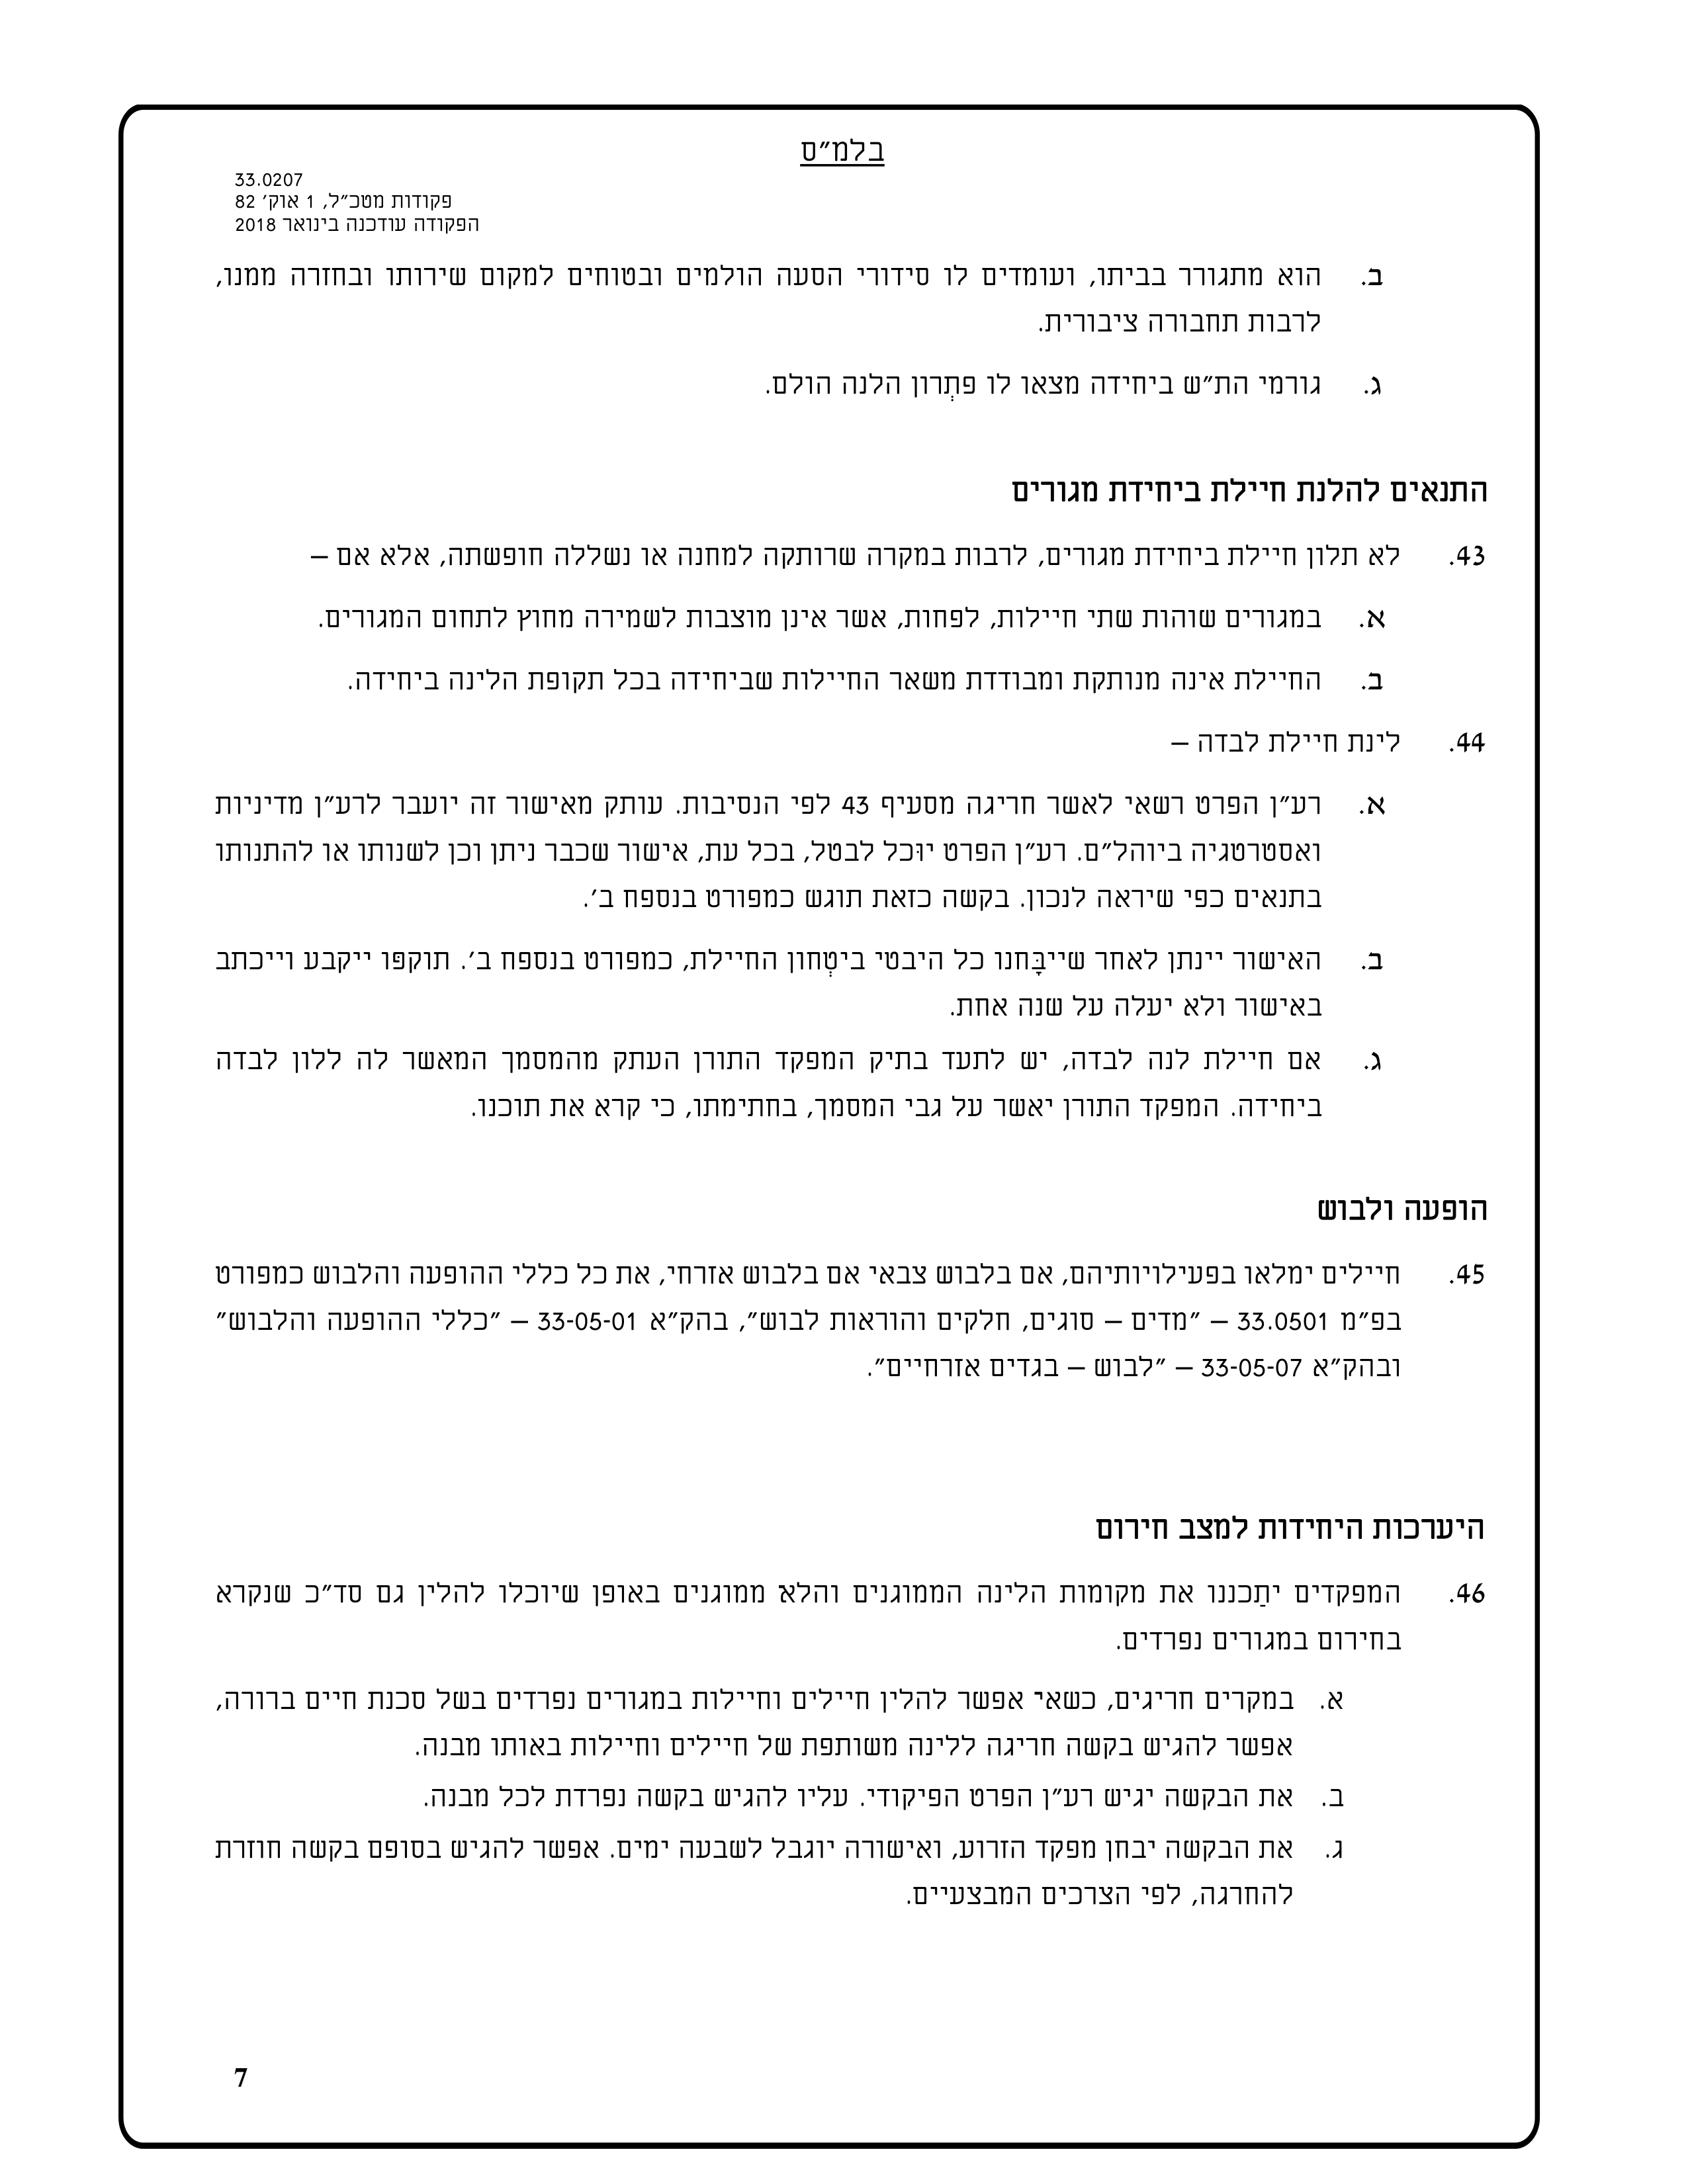 בלמ״ס
33.0207
פקודות מטכ״ל, 1 אוק׳ 82
הפקודה עודכנה בינואר 2018
ב. הוא מתגורר בביתו, ועומדים לו סידורי הסעה הולמים ובטוחים למקום שירותו ובחזרה ממנו,
לרבות תחבורה ציבורית.
ג. גורמי הת״ש ביחידה מצאו לו פתְרון הלנה הולם.
התנאים להלנת חיילת ביחידת מגורים
43. לא תלון חיילת ביחידת מגורים, לרבות במקרה שרותקה למחנה או נשללה חופשתה, אלא אם –
א. במגורים שוהות שתי חיילות, לפחות, אשר אינן מוצבות לשמירה מחוץ לתחום המגורים.
ב. החיילת אינה מנותקת ומבודדת משאר החיילות שביחידה בכל תקופת הלינה ביחידה.
44. לינת חיילת לבדה –
א. רע״ן הפרט רשאי לאשר חריגה מסעיף 43 לפי הנסיבות. עותק מאישור זה יועבר לרע״ן מדיניות
ואסטרטגיה ביוהל״ם. רע״ן הפרט יוּכל לבטל, בכל עת, אישור שכבר ניתן וכן לשנותו או להתנותו
בתנאים כפי שיראה לנכון. בקשה כזאת תוגש כמפורט בנספח ב׳.
ב. האישור יינתן לאחר שייבָּחנו כל היבטי ביטְחון החיילת, כמפורט בנספח ב׳. תוקפו ייקבע וייכתב
באישור ולא יעלה על שנה אחת.
ג. אם חיילת לנה לבדה, יש לתעד בתיק המפקד התורן העתק מהמסמך המאשר לה ללון לבדה
ביחידה. המפקד התורן יאשר על גבי המסמך, בחתימתו, כי קרא את תוכנו.
הופעה ולבוש
45. חיילים ימלאו בפעילויותיהם, אם בלבוש צבאי אם בלבוש אזרחי, את כל כללי ההופעה והלבוש כמפורט
בפ״מ 33.0501 – ״מדים – סוגים, חלקים והוראות לבוש״, בהק״א 33-05-01 – ״כללי ההופעה והלבוש״
ובהק״א 33-05-07 – ״לבוש – בגדים אזרחיים״.
היערכות היחידות למצב חירום
46. המפקדים יתַכננו את מקומות הלינה הממוגנים והלא ממוגנים באופן שיוכלו להלין גם סד״כ שנקרא
בחירום במגורים נפרדים.
א. במקרים חריגים, כשאי אפשר להלין חיילים וחיילות במגורים נפרדים בשל סכנת חיים ברורה,
אפשר להגיש בקשה חריגה ללינה משותפת של חיילים וחיילות באותו מבנה.
ב. את הבקשה יגיש רע״ן הפרט הפיקודי. עליו להגיש בקשה נפרדת לכל מבנה.
ג. את הבקשה יבחן מפקד הזרוע, ואישורה יוגבל לשבעה ימים. אפשר להגיש בסופם בקשה חוזרת
להחרגה, לפי הצרכים המבצעיים.
7